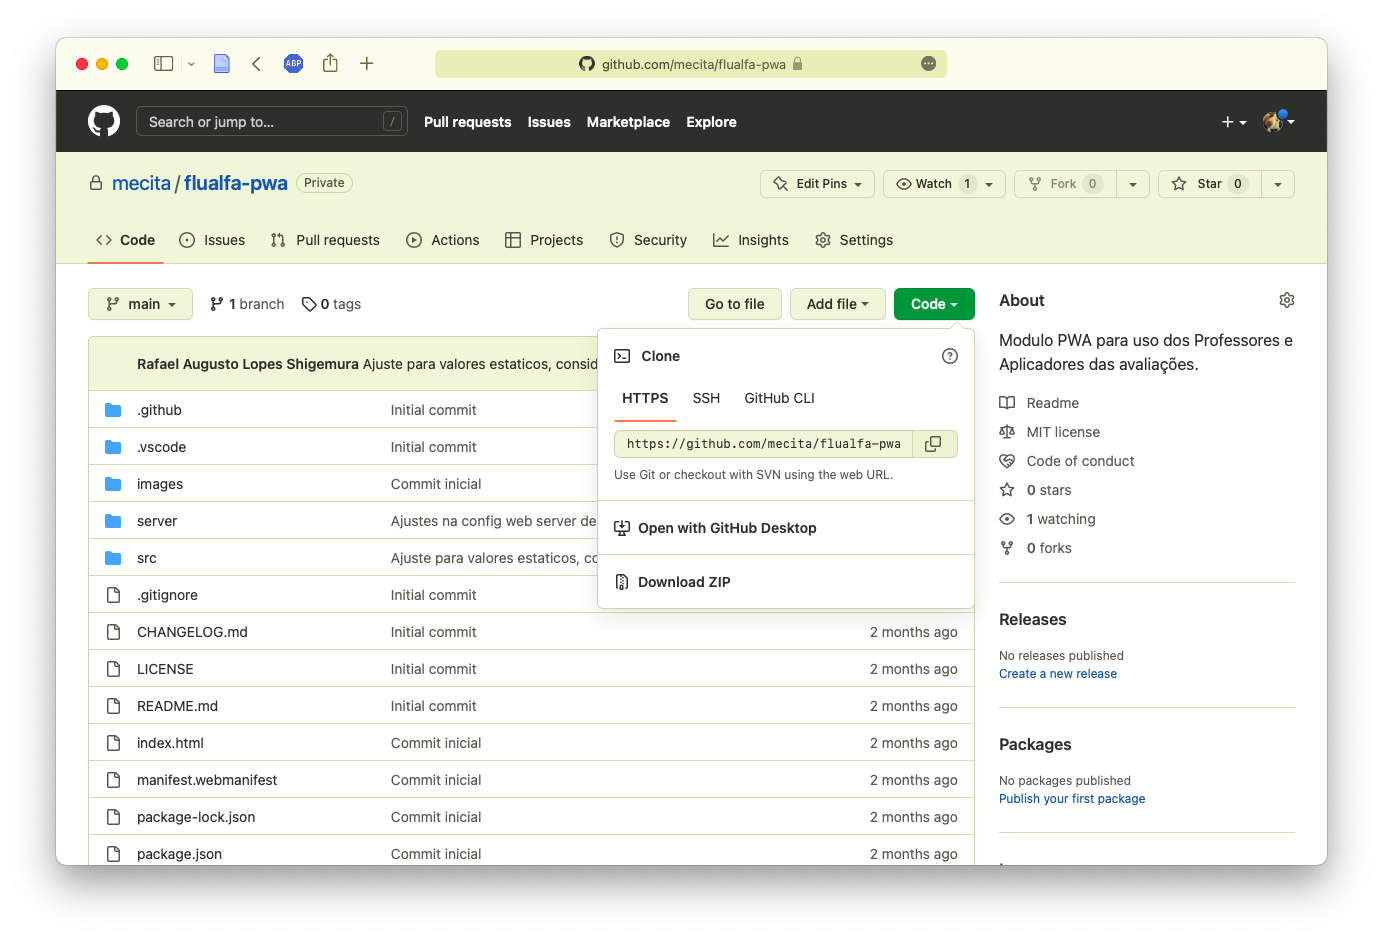 ABP
github.com/mecita/flualfa-pwa
Search or jump to... /
Pull requests Issues Marketplace Explore
mecita / flualfa-pwa Private
Edit Pins Watch 1 Fork 0 Star 0
Code Issues Pull requests Actions Projects Security Insights Settings
main 1 branch 0 tags
Go to file Add file Code
Rafael Augusto Lopes Shigemura Ajuste para valores estaticos, consid
.github Initial commit
.vscode Initial commit
images Commit inicial
server Ajustes na config web server de
src Ajuste para valores estaticos, co
.gitignore Initial commit
CHANGELOG.md Initial commit 2 months ago
LICENSE Initial commit 2 months ago
README.md Initial commit 2 months ago
index.html Commit inicial 2 months ago
manifest.webmanifest Commit inicial 2 months ago
package-lock.json Commit inicial 2 months ago
package.json Commit inicial 2 months ago
Clone
HTTPS SSH GitHub CLI
https://github.com/mecita/flualfa-pwa
Use Git or checkout with SVN using the web URL.
Open with GitHub Desktop
Download ZIP
About
Modulo PWA para uso dos Professores e
Aplicadores das avaliações.
Readme
MIT license
Code of conduct
0 stars
1 watching
0 forks
Releases
No releases published
Create a new release
Packages
No packages published
Publish your first package